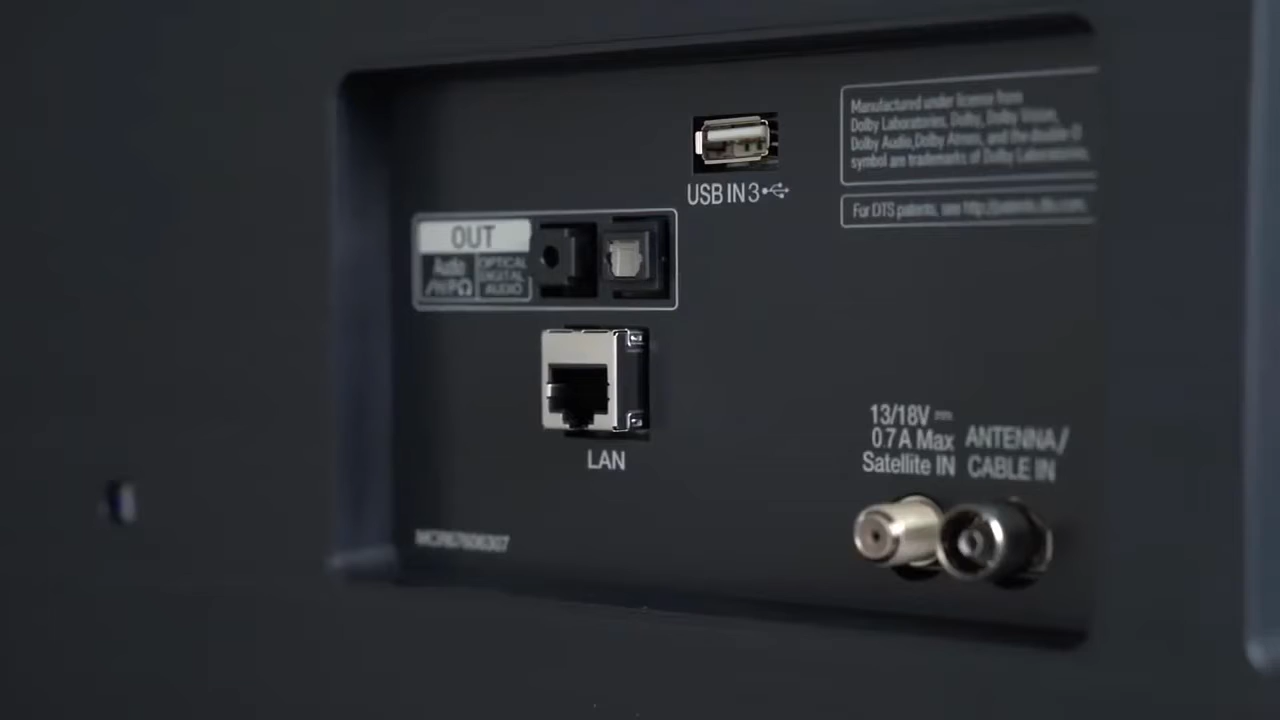 USB IN 3
Manufactured under license from
Dolby Laboratories, Dolby, Dolby Vision,
Dolby Audio, Dolby Atmos, and the double-D
symbol are trademarks of Dolby Laboratories.
For DTS patents, see http://patents.dts.com.
OUT
Audio
/H/P
OPTICAL
DIGITAL
AUDIO
LAN
13/18V
0.7 A Max
Satellite IN
ANTENNA/
CABLE IN